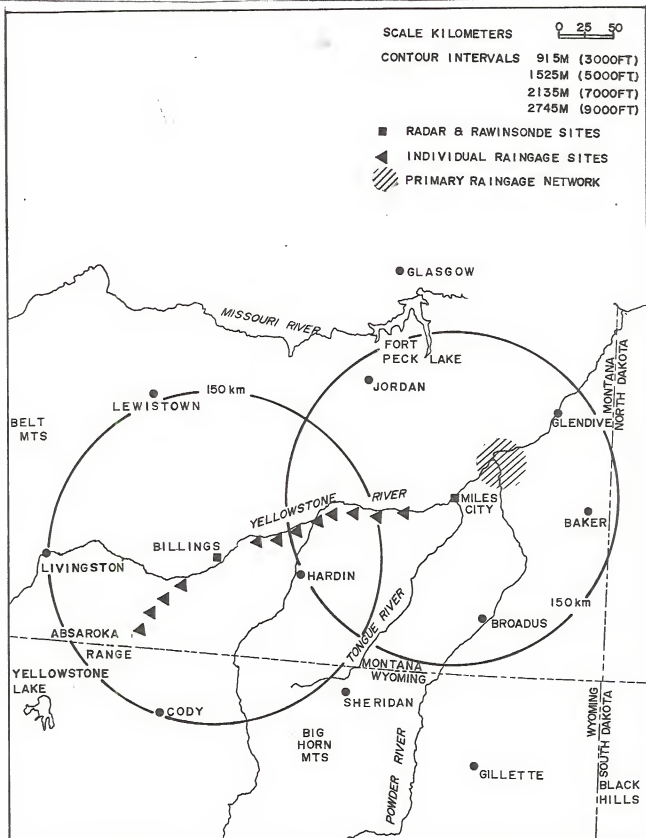 SCALE KILOMETERS 0 25 50
CONTOUR INTERVALS 915M (3000FT)
1525M (5000FT)
2135M (7000FT)
2745M (9000FT)
RADAR & RAWINSONDE SITES
INDIVIDUAL RAINGAGE SITES
PRIMARY RAINGAGE NETWORK
GLASGOW
MISSOURI RIVER
FORT
PECK LAKE
JORDAN
150 km
LEWISTOWN
MONTANA
NORTH DAKOTA
GLENDIVE
BELT
MTS
YELLOWSTONE RIVER
MILES
CITY
BAKER
BILLINGS
LIVINGSTON
HARDIN
150 km
TONGUE RIVER
BROADUS
ABSAROKA
RANGE
MONTANA
WYOMING
YELLOWSTONE
LAKE
SHERIDAN
CODY
BIG
HORN
MTS
POWDER RIVER
WYOMING
SOUTH DAKOTA
GILLETTE
BLACK
HILLS